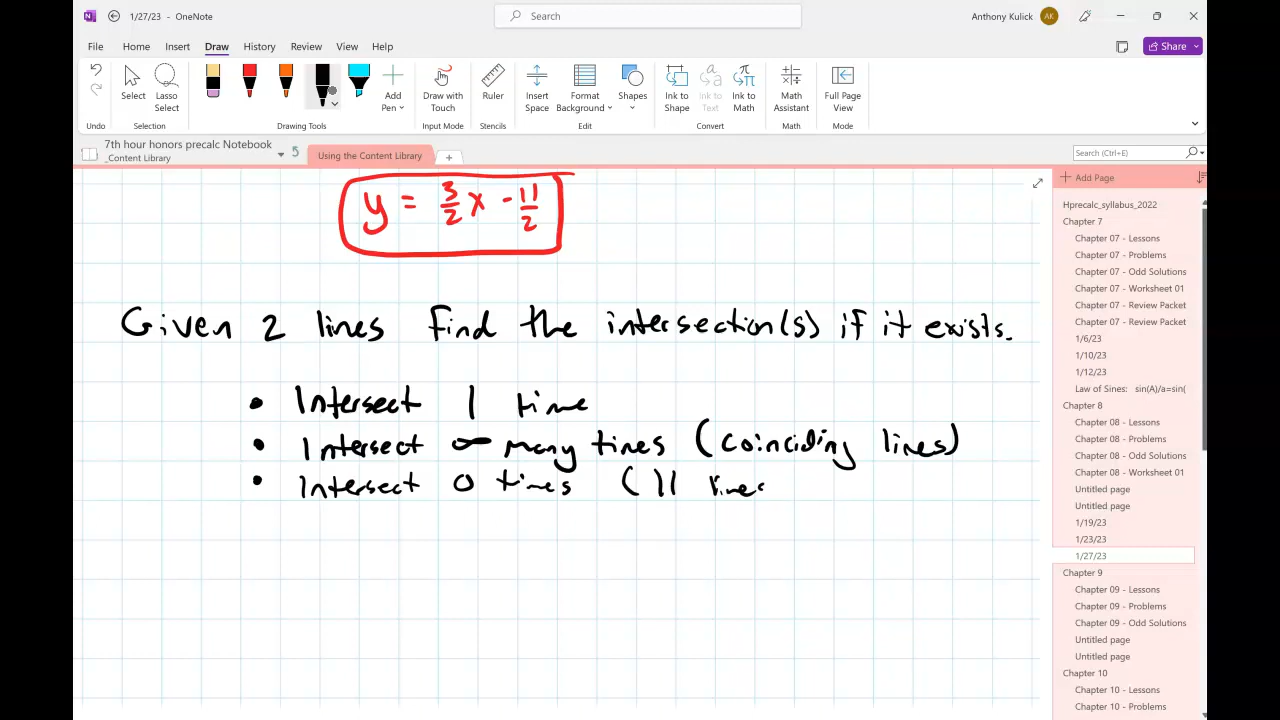 1/27/23 - OneNote
Search
Anthony Kulick
AK
File Home Insert Draw History Review View Help
Share
Select
Lasso Select
Add Pen
Draw with Touch
Ruler
Insert Space
Format Background
Shapes
Ink to Shape
Ink to Text
Ink to Math
Math Assistant
Full Page View
Undo Selection Drawing Tools Input Mode Stencils Edit Convert Math Mode
7th hour honors precalc Notebook
_Content Library
Using the Content Library
Search (Ctrl+E)
y = 3/2 x - 11/2
Given 2 lines find the intersection(s) if it exists.
• Intersect 1 time
• Intersect ∞ many times (coinciding lines)
• Intersect 0 times ( || lines
Add Page
Hprecalc_syllabus_2022
Chapter 7
Chapter 07 - Lessons
Chapter 07 - Problems
Chapter 07 - Odd Solutions
Chapter 07 - Worksheet 01
Chapter 07 - Review Packet
Chapter 07 - Review Packet
1/6/23
1/10/23
1/12/23
Law of Sines: sin(A)/a=sin(
Chapter 8
Chapter 08 - Lessons
Chapter 08 - Problems
Chapter 08 - Odd Solutions
Chapter 08 - Worksheet 01
Untitled page
Untitled page
1/19/23
1/23/23
1/27/23
Chapter 9
Chapter 09 - Lessons
Chapter 09 - Problems
Chapter 09 - Odd Solutions
Untitled page
Untitled page
Chapter 10
Chapter 10 - Lessons
Chapter 10 - Problems